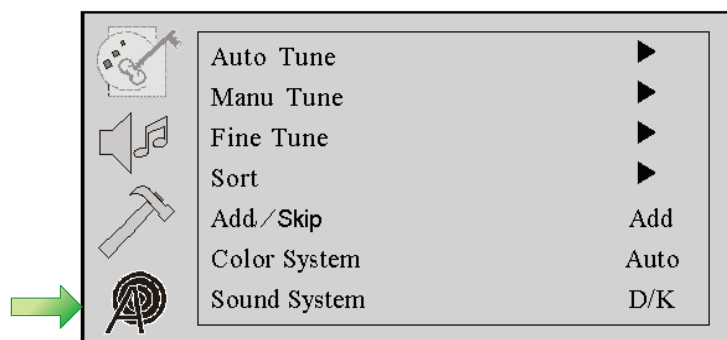 Auto Tune
Manu Tune
Fine Tune
Sort
Add/Skip Add
Color System Auto
Sound System D/K